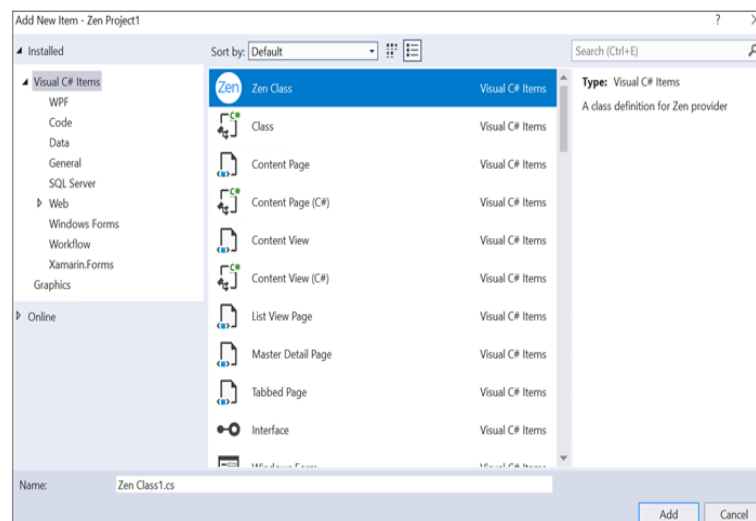 Add New Item - Zen Project1
?
Installed
Sort by: Default
Search (Ctrl+E)
Visual C# Items
WPF
Code
Data
General
SQL Server
Web
Windows Forms
Workflow
Xamarin.Forms
Graphics
Online
Zen Zen Class Visual C# Items
C# Class Visual C# Items
Content Page Visual C# Items
C# Content Page (C#) Visual C# Items
Content View Visual C# Items
C# Content View (C#) Visual C# Items
List View Page Visual C# Items
Master Detail Page Visual C# Items
Tabbed Page Visual C# Items
Interface Visual C# Items
Type: Visual C# Items
A class definition for Zen provider
Name: Zen Class1.cs
Add Cancel